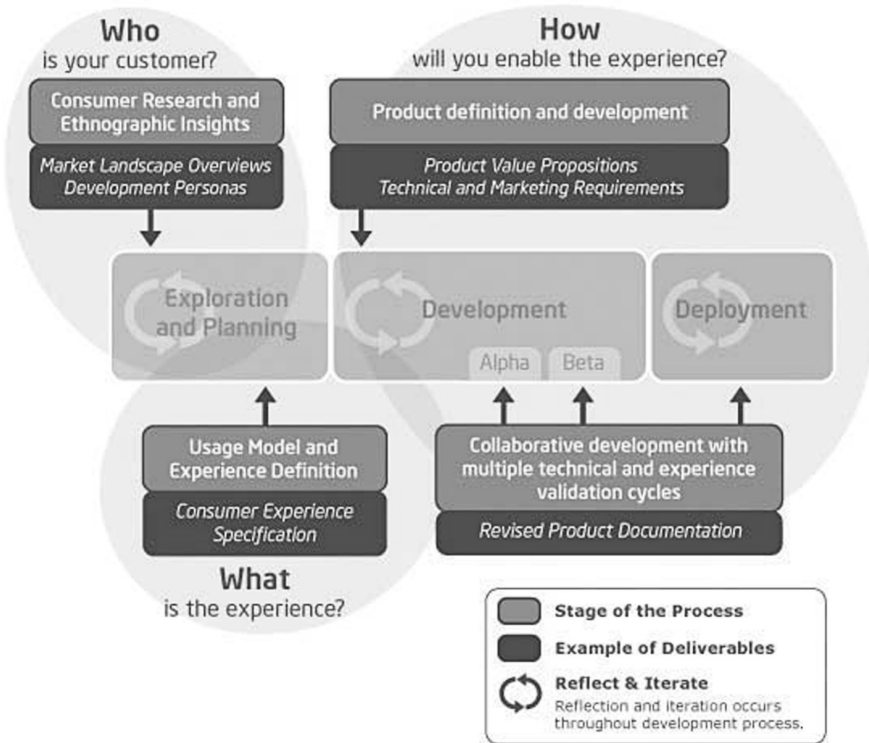 Who
is your customer?
Consumer Research and
Ethnographic Insights
Market Landscape Overviews
Development Personas
How
will you enable the experience?
Product definition and development
Product Value Propositions
Technical and Marketing Requirements
Exploration
and Planning
Development
Alpha
Beta
Deployment
Usage Model and
Experience Definition
Consumer Experience
Specification
What
is the experience?
Collaborative development with
multiple technical and experience
validation cycles
Revised Product Documentation
Stage of the Process
Example of Deliverables
Reflect & Iterate
Reflection and iteration occurs
throughout development process.